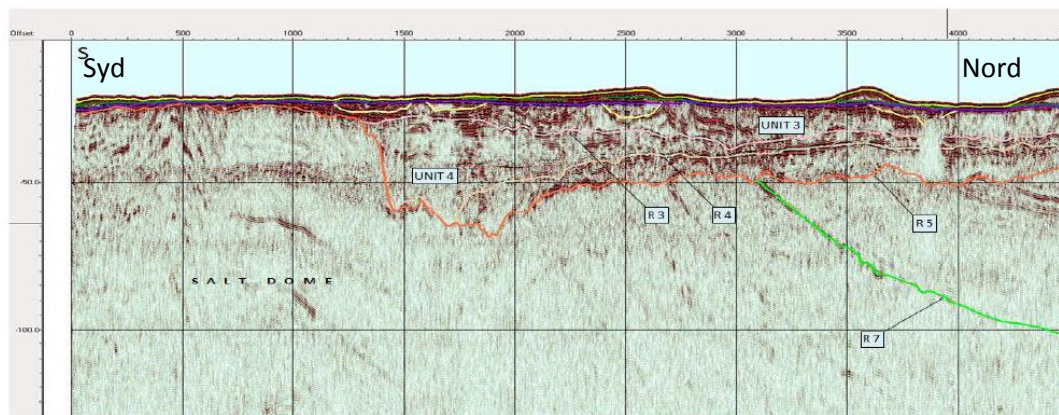 Offset: 0 500 1000 1500 2000 2500 3000 3500 4000
S
Syd Nord
UNIT 3
-50.0
UNIT 4
R 3 R 4 R 5
SALT DOME
-100.0
R 7